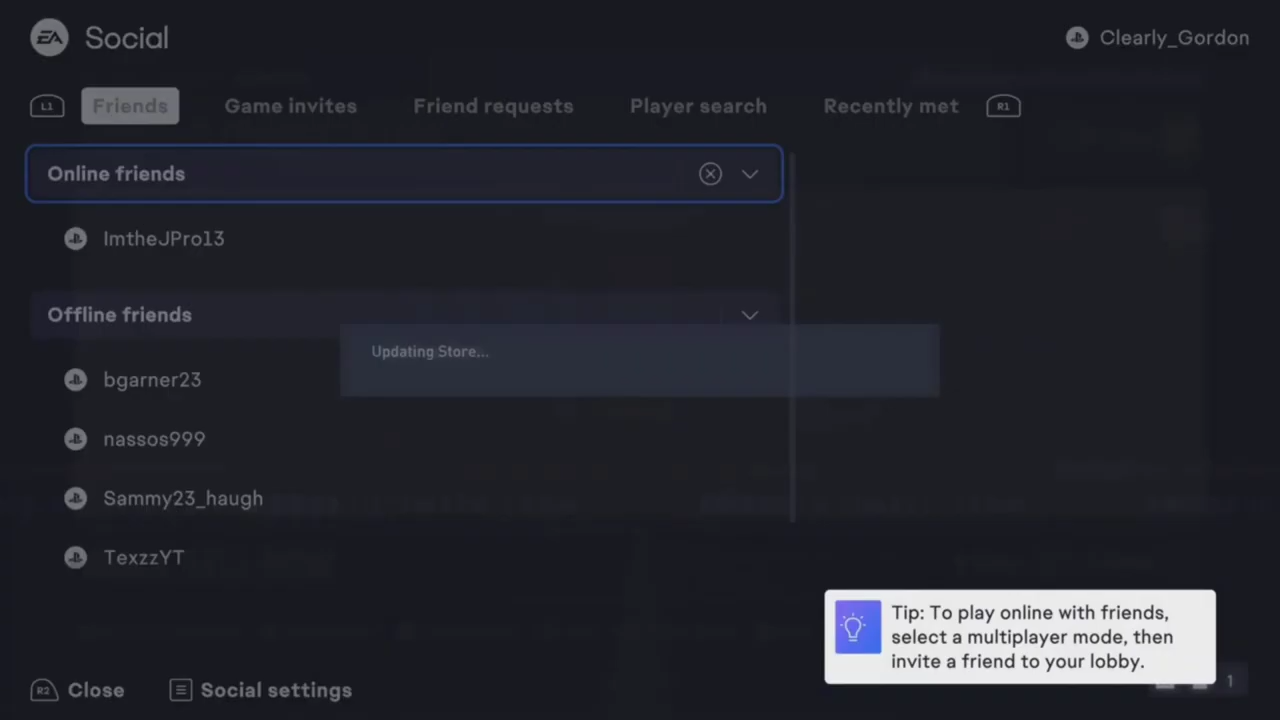 EA Social
Clearly_Gordon
L1 Friends Game invites Friend requests Player search Recently met R1
Online friends
ImtheJPro13
Offline friends
Updating Store...
bgarner23
nassos999
Sammy23_haugh
TexzzYT
Tip: To play online with friends,
select a multiplayer mode, then
invite a friend to your lobby.
1
R2 Close Social settings